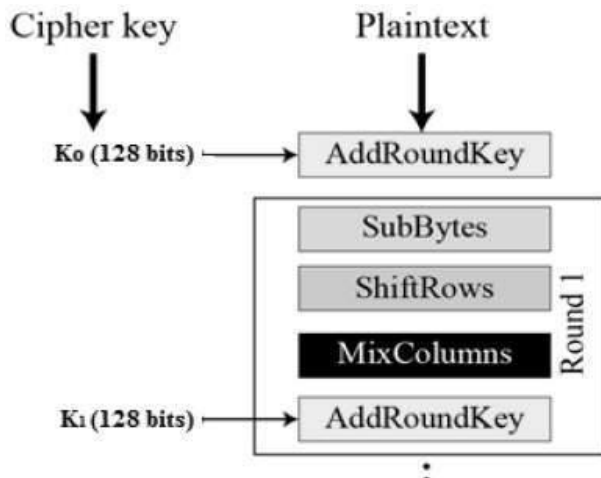 Cipher key Plaintext
K0 (128 bits) AddRoundKey
SubBytes
ShiftRows
MixColumns
Round 1
K1 (128 bits) AddRoundKey